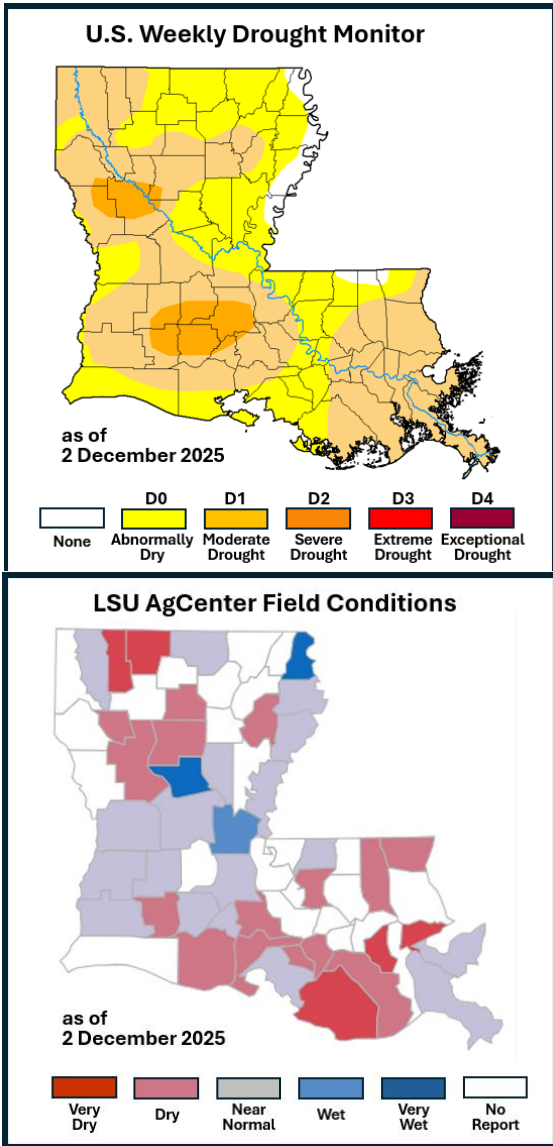 U.S. Weekly Drought Monitor
as of
2 December 2025
D0 D1 D2 D3 D4
None Abnormally Dry Moderate Drought Severe Drought Extreme Drought Exceptional Drought
LSU AgCenter Field Conditions
as of
2 December 2025
Very Dry Dry Near Normal Wet Very Wet No Report